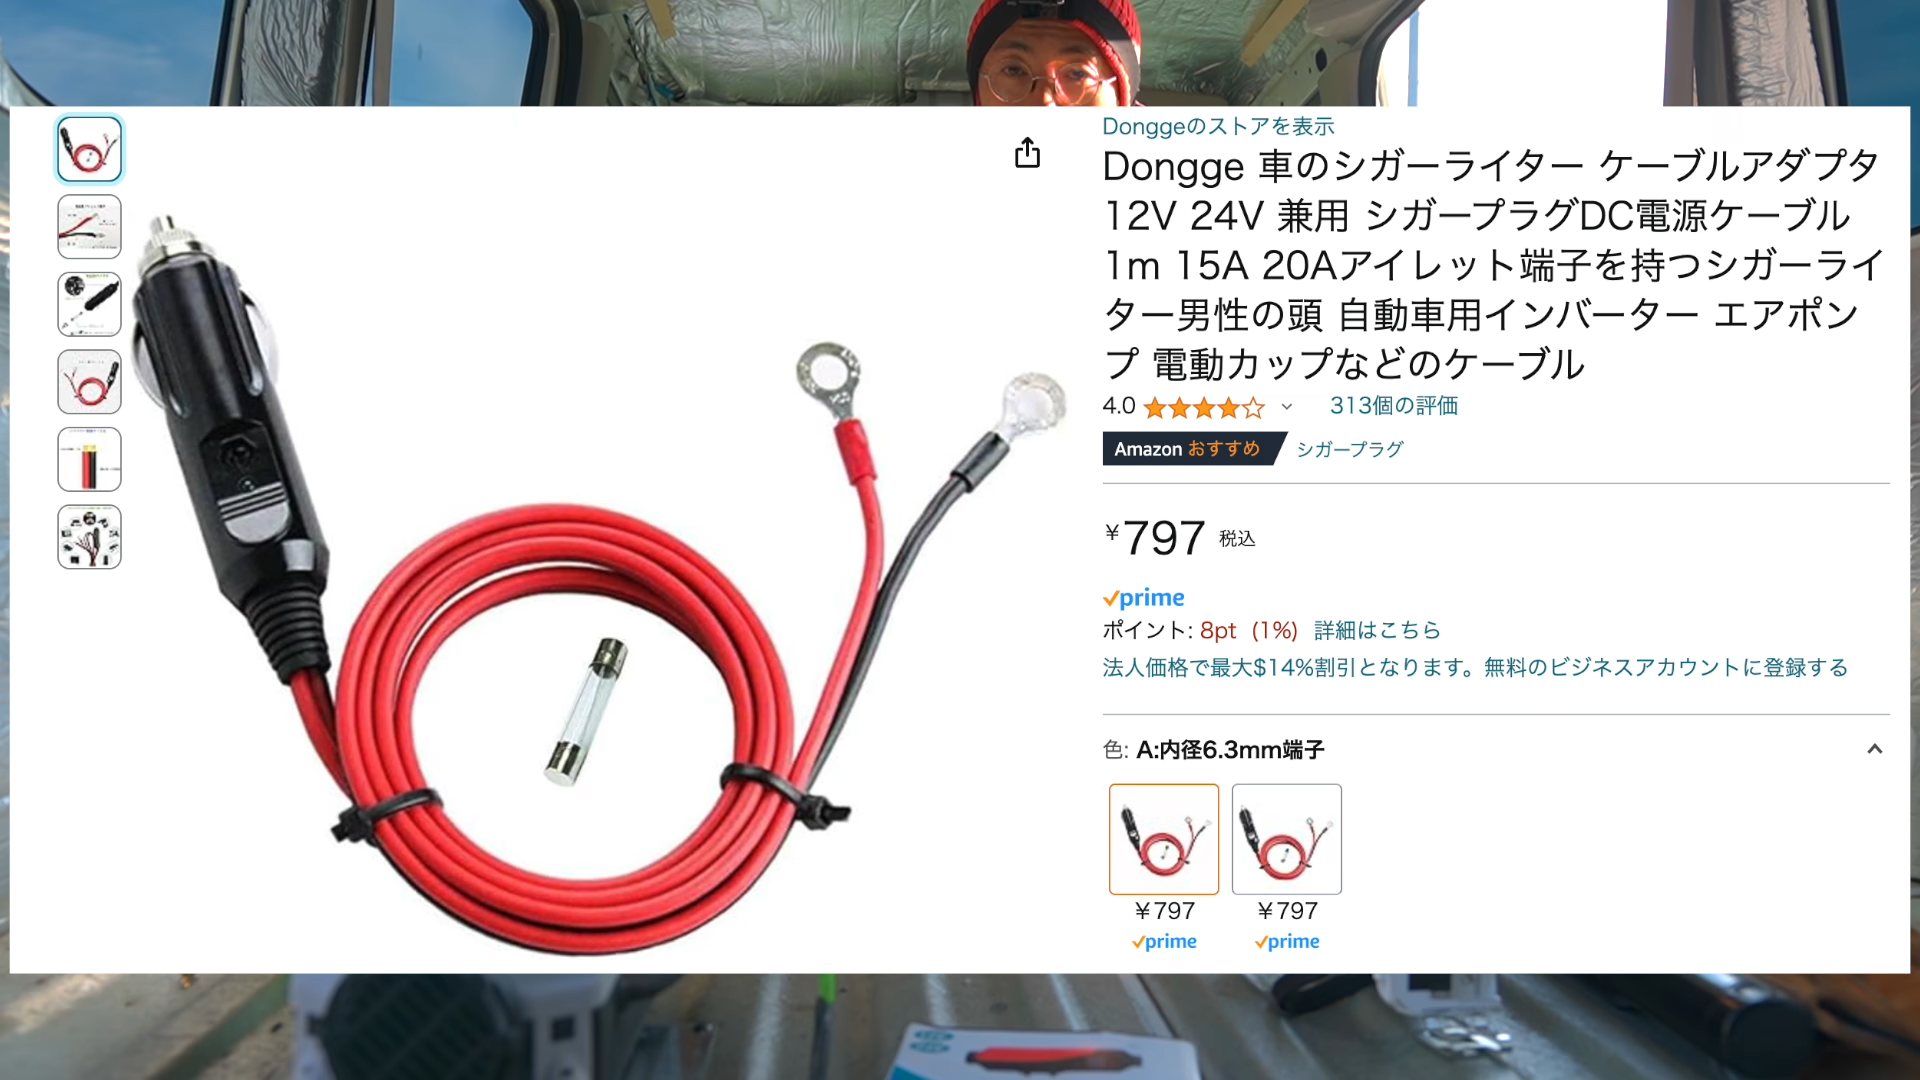 Donggeのストアを表示
Dongge 車のシガーライター ケーブルアダプタ
12V 24V 兼用 シガープラグDC電源ケーブル
1m 15A 20Aアイレット端子を持つシガーライ
ター男性の頭 自動車用インバーター エアポン
プ 電動カップなどのケーブル
4.0 313個の評価
Amazon おすすめ シガープラグ
¥797 税込
prime
ポイント: 8pt (1%) 詳細はこちら
法人価格で最大$14%割引となります。無料のビジネスアカウントに登録する
色: A:内径6.3mm端子
¥797 ¥797
prime prime